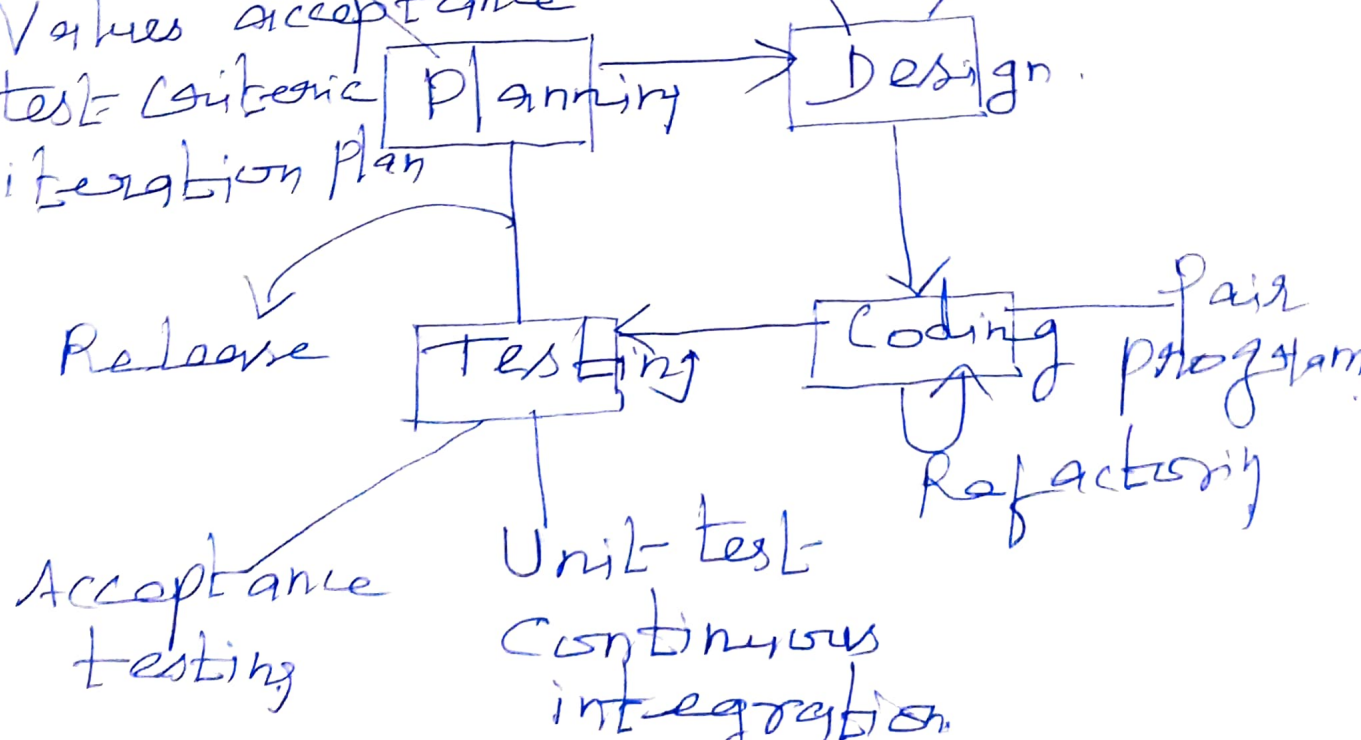 Values acceptance
test criteria
iteration plan
Planning
Design.
Release
Testing
Coding
Pair
program
Refactoring
Acceptance
testing
Unit test
Continuous
integration.